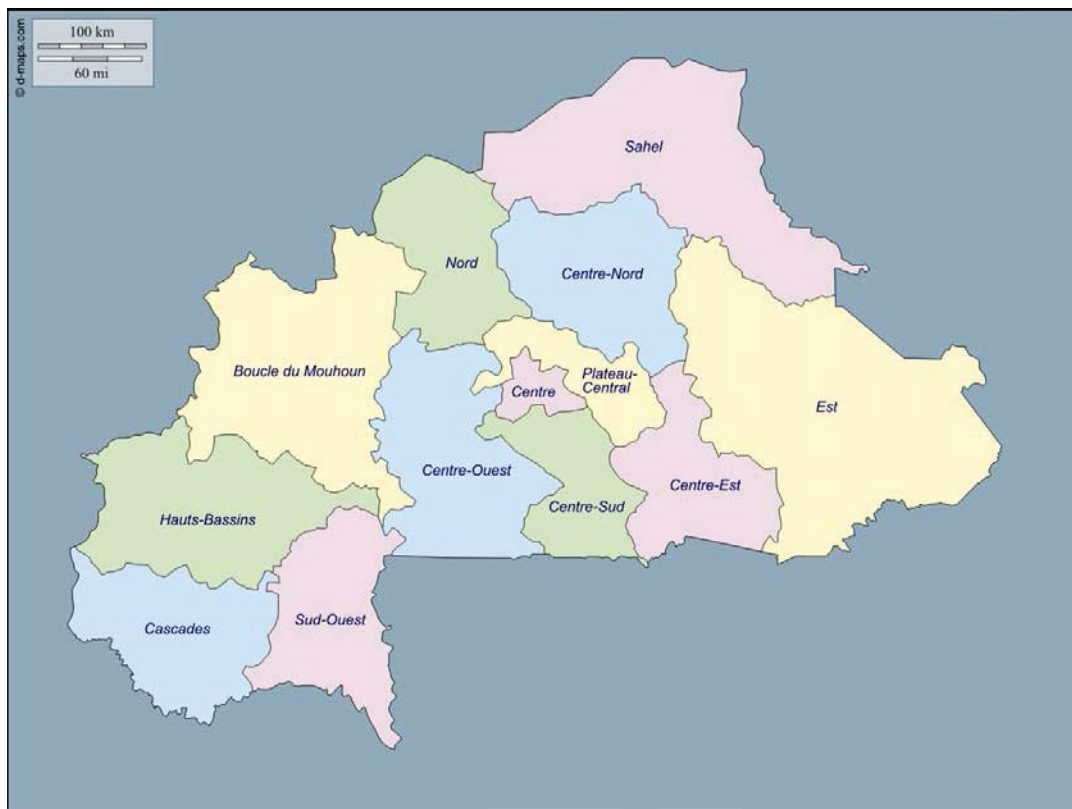 © d-maps.com
100 km
60 mi
Sahel
Nord
Centre-Nord
Boucle du Mouhoun
Centre
Plateau-
Central
Est
Centre-Ouest
Centre-Est
Hauts-Bassins
Centre-Sud
Cascades
Sud-Ouest